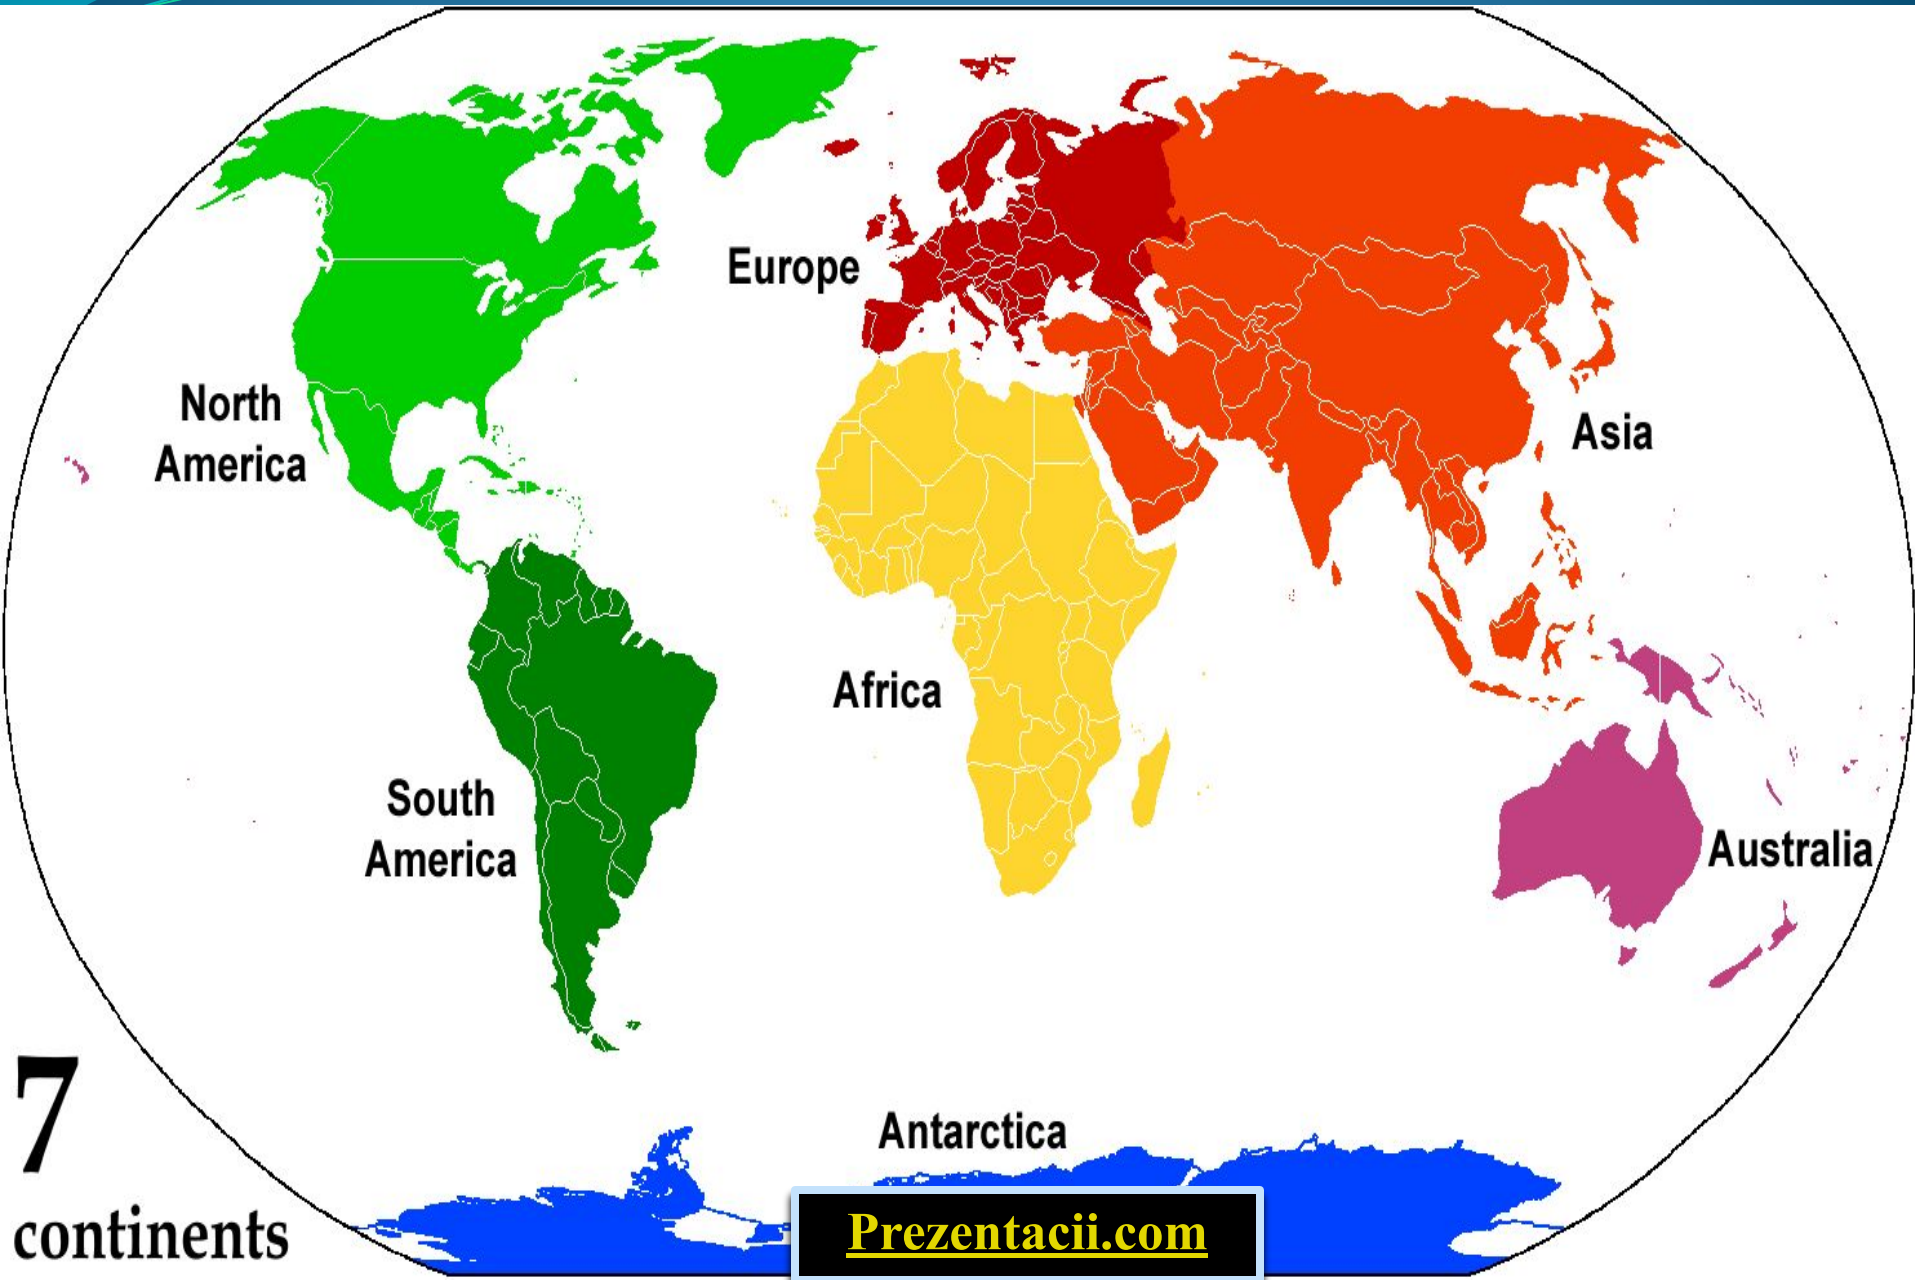 Europe
North
America
Asia
Africa
South
America
Australia
Antarctica
7
continents
Prezentacii.com